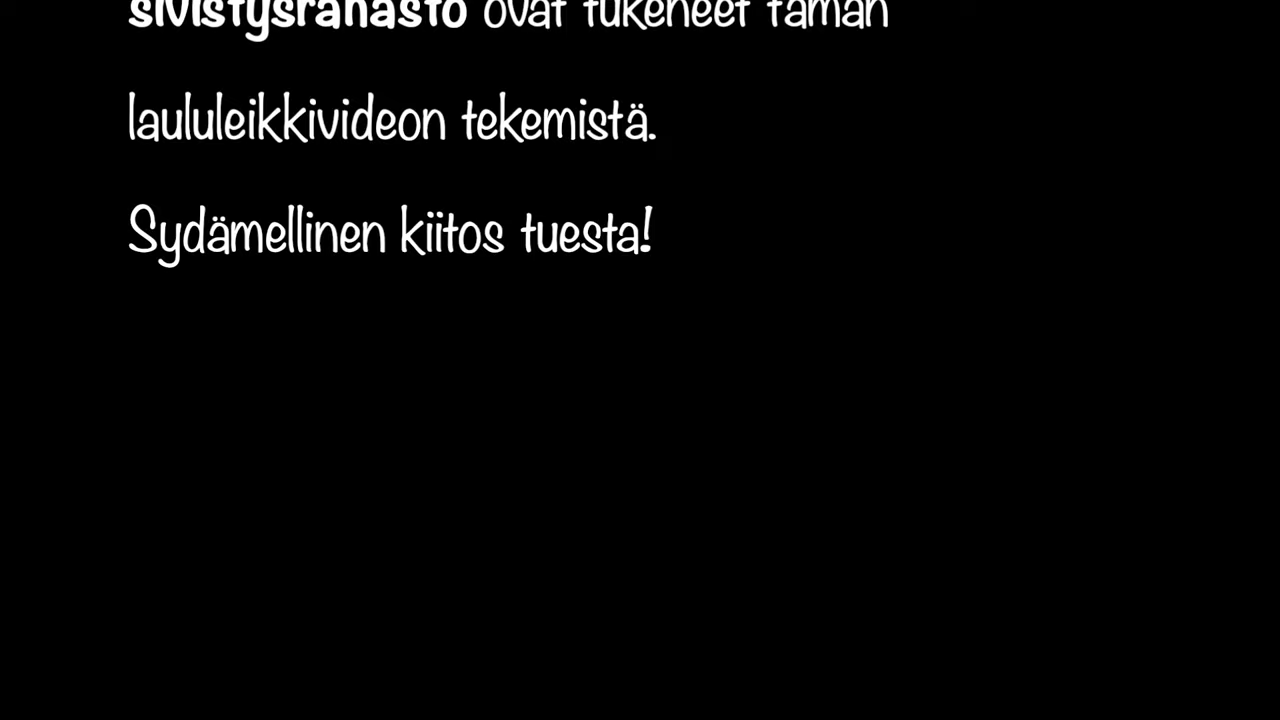 sivistysrahasto ovat tukeneet tämän
laululeikkivideon tekemistä.
Sydämellinen kiitos tuesta!